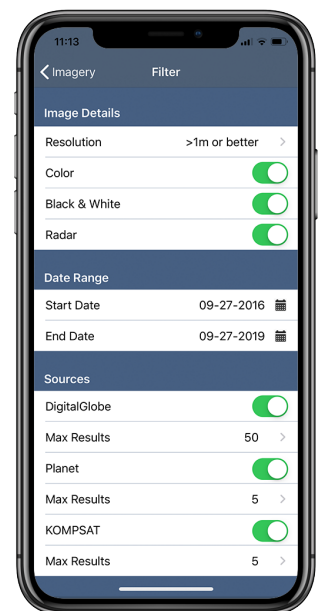 11:13
Imagery Filter
Image Details
Resolution >1m or better
Color
Black & White
Radar
Date Range
Start Date 09-27-2016
End Date 09-27-2019
Sources
DigitalGlobe
Max Results 50
Planet
Max Results 5
KOMPSAT
Max Results 5